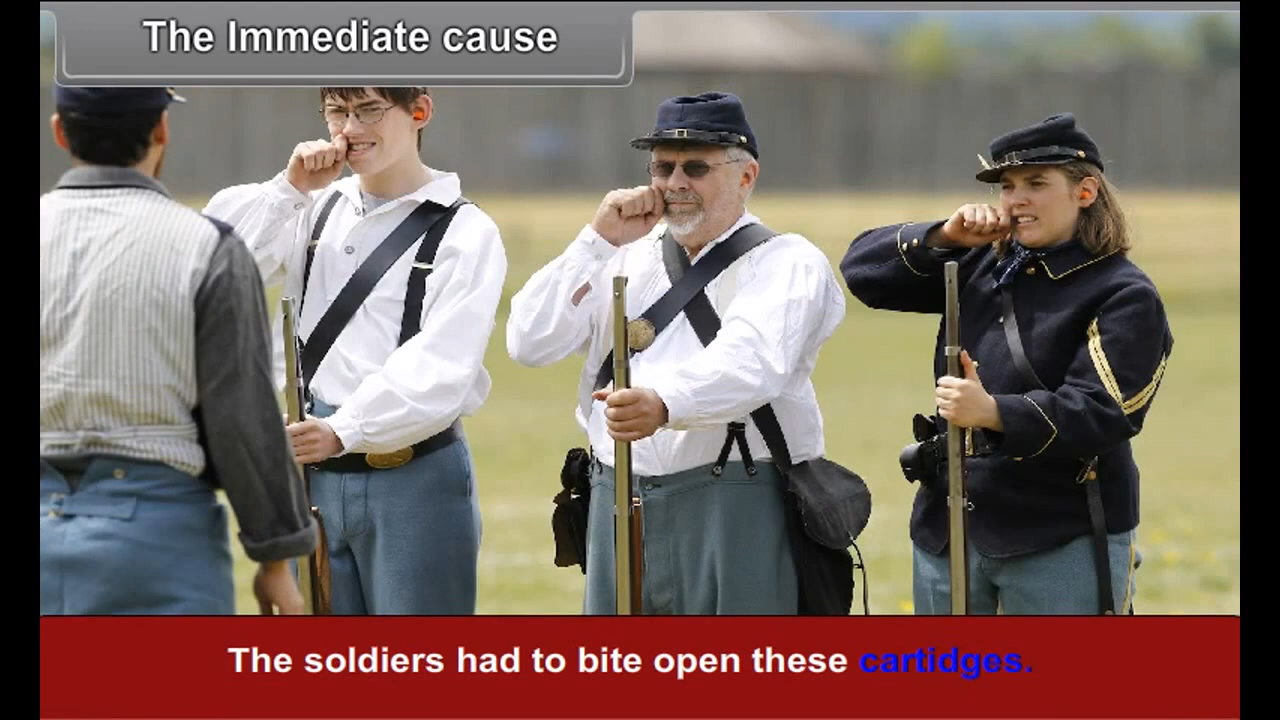 The Immediate cause
The soldiers had to bite open these cartidges.